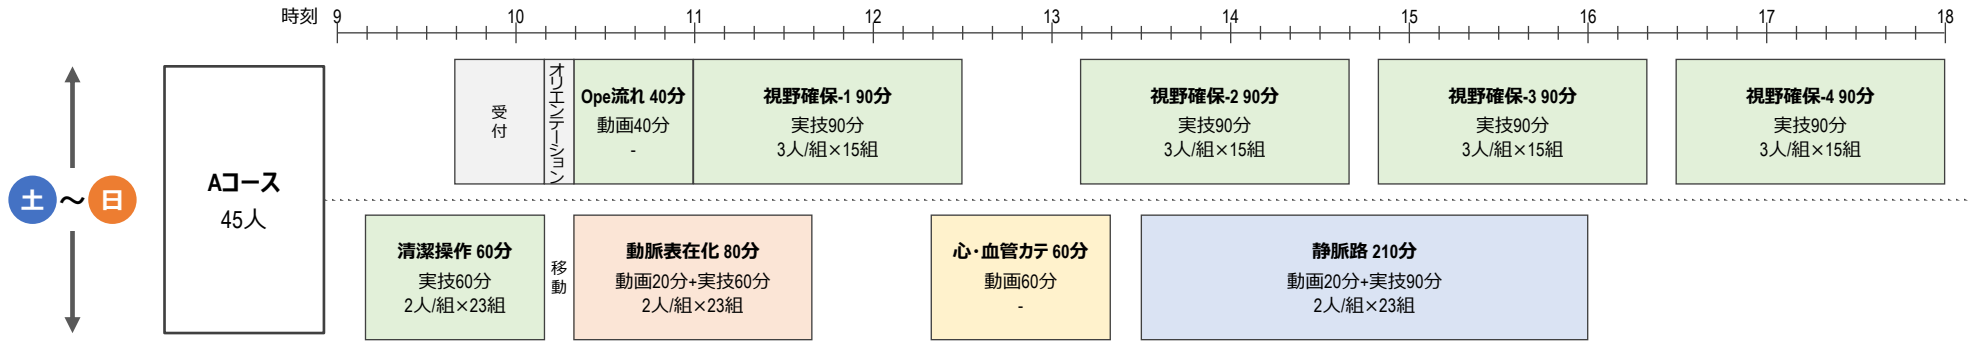 時刻 9 10 11 12 13 14 15 16 17 18
受付
オリエンテーション
Ope流れ 40分
動画40分
-
視野確保-1 90分
実技90分
3人/組×15組
視野確保-2 90分
実技90分
3人/組×15組
視野確保-3 90分
実技90分
3人/組×15組
視野確保-4 90分
実技90分
3人/組×15組
土〜日
Aコース
45人
清潔操作 60分
実技60分
2人/組×23組
移動
動脈表在化 80分
動画20分+実技60分
2人/組×23組
心・血管カテ 60分
動画60分
-
静脈路 210分
動画20分+実技90分
2人/組×23組